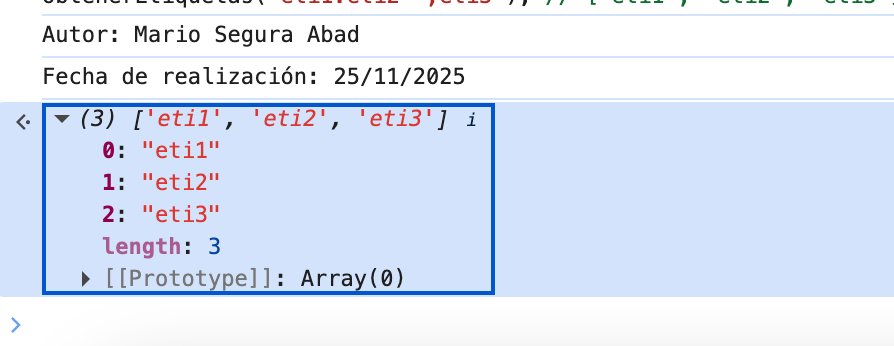 Autor: Mario Segura Abad
Fecha de realización: 25/11/2025
(3) ['eti1', 'eti2', 'eti3'] i
0: "eti1"
1: "eti2"
2: "eti3"
length: 3
[[Prototype]]: Array(0)